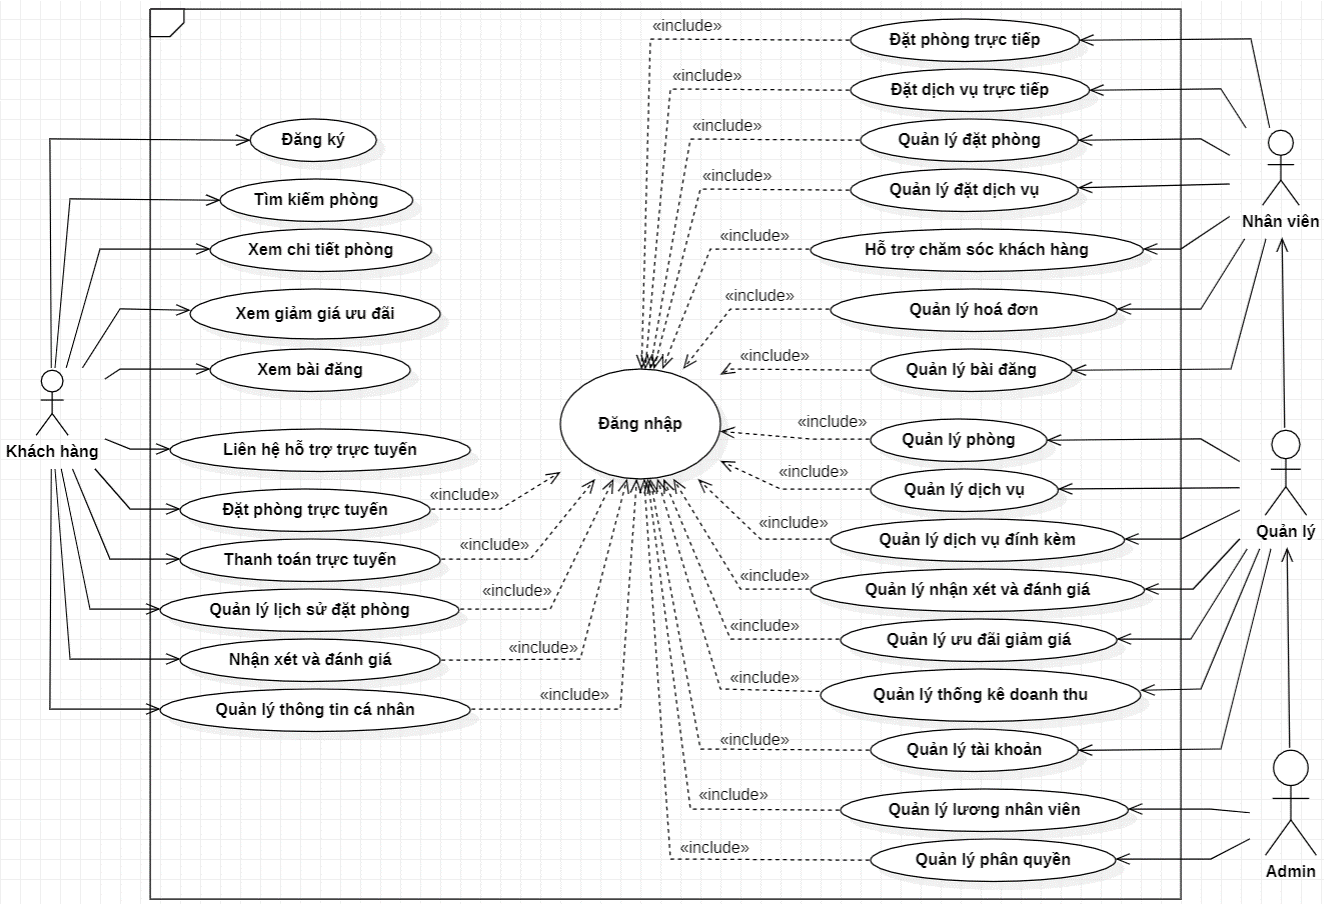 «include»
Đặt phòng trực tiếp
«include»
Đặt dịch vụ trực tiếp
«include»
Đăng ký
Quản lý đặt phòng
«include»
Tìm kiếm phòng
Quản lý đặt dịch vụ
Nhân viên
«include»
Xem chi tiết phòng
Hỗ trợ chăm sóc khách hàng
«include»
Xem giảm giá ưu đãi
Quản lý hoá đơn
«include»
Xem bài đăng
Quản lý bài đăng
Đăng nhập
«include»
Khách hàng
Liên hệ hỗ trợ trực tuyến
Quản lý phòng
«include»
«include»
Quản lý dịch vụ
Đặt phòng trực tuyến
«include»
Quản lý
«include»
Quản lý dịch vụ đính kèm
Thanh toán trực tuyến
«include»
«include»
Quản lý nhận xét và đánh giá
Quản lý lịch sử đặt phòng
«include»
Quản lý ưu đãi giảm giá
«include»
Nhận xét và đánh giá
«include»
«include»
Quản lý thống kê doanh thu
Quản lý thông tin cá nhân
«include»
Quản lý tài khoản
«include»
Quản lý lương nhân viên
«include»
Quản lý phân quyền
Admin